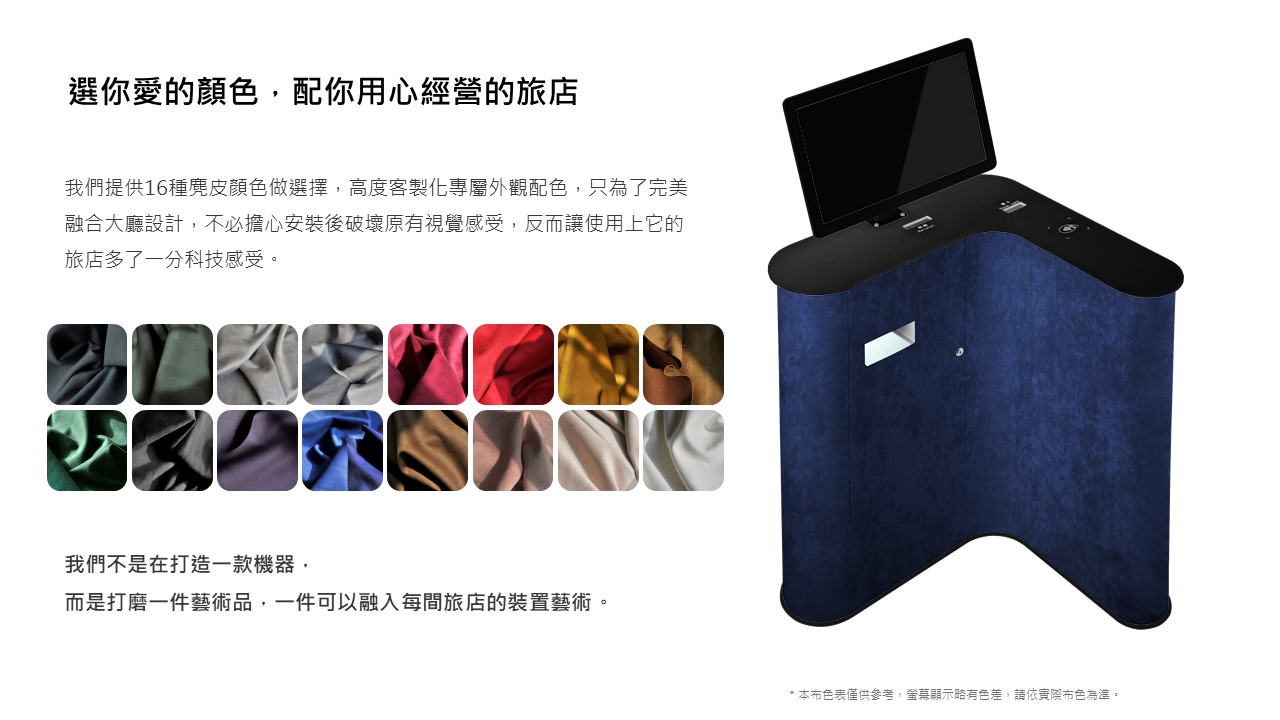 選你愛的顏色，配你用心經營的旅店
我們提供16種麂皮顏色做選擇，高度客製化專屬外觀配色，只為了完美
融合大廳設計，不必擔心安裝後破壞原有視覺感受，反而讓使用上它的
旅店多了一分科技感受。
我們不是在打造一款機器，
而是打磨一件藝術品，一件可以融入每間旅店的裝置藝術。
* 本布色表僅供參考，螢幕顯示略有色差，請依實際布色為準。